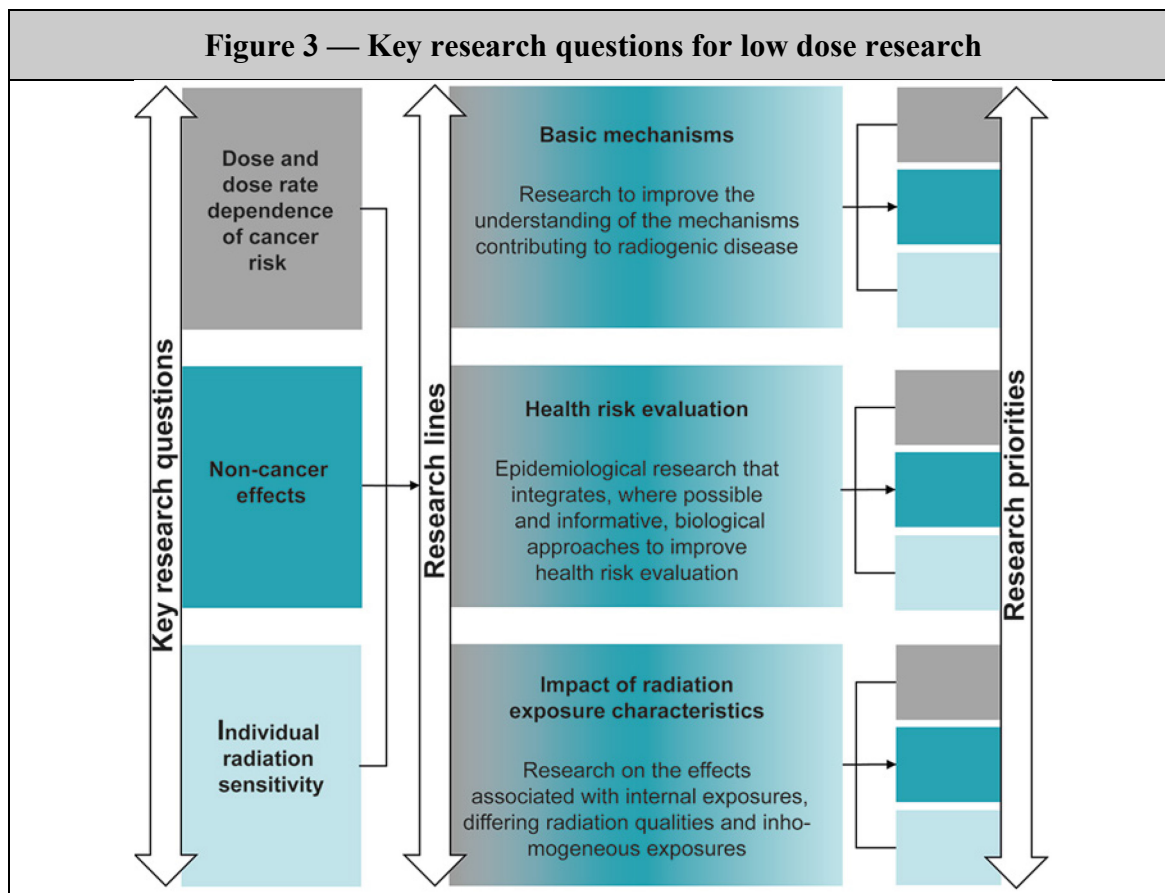 Figure 3 — Key research questions for low dose research
Key research questions
Dose and
dose rate
dependence
of cancer
risk
Non-cancer
effects
Individual
radiation
sensitivity
Research lines
Basic mechanisms
Research to improve the
understanding of the mechanisms
contributing to radiogenic disease
Health risk evaluation
Epidemiological research that
integrates, where possible
and informative, biological
approaches to improve
health risk evaluation
Impact of radiation
exposure characteristics
Research on the effects
associated with internal exposures,
differing radiation qualities and inho-
mogeneous exposures
Research priorities